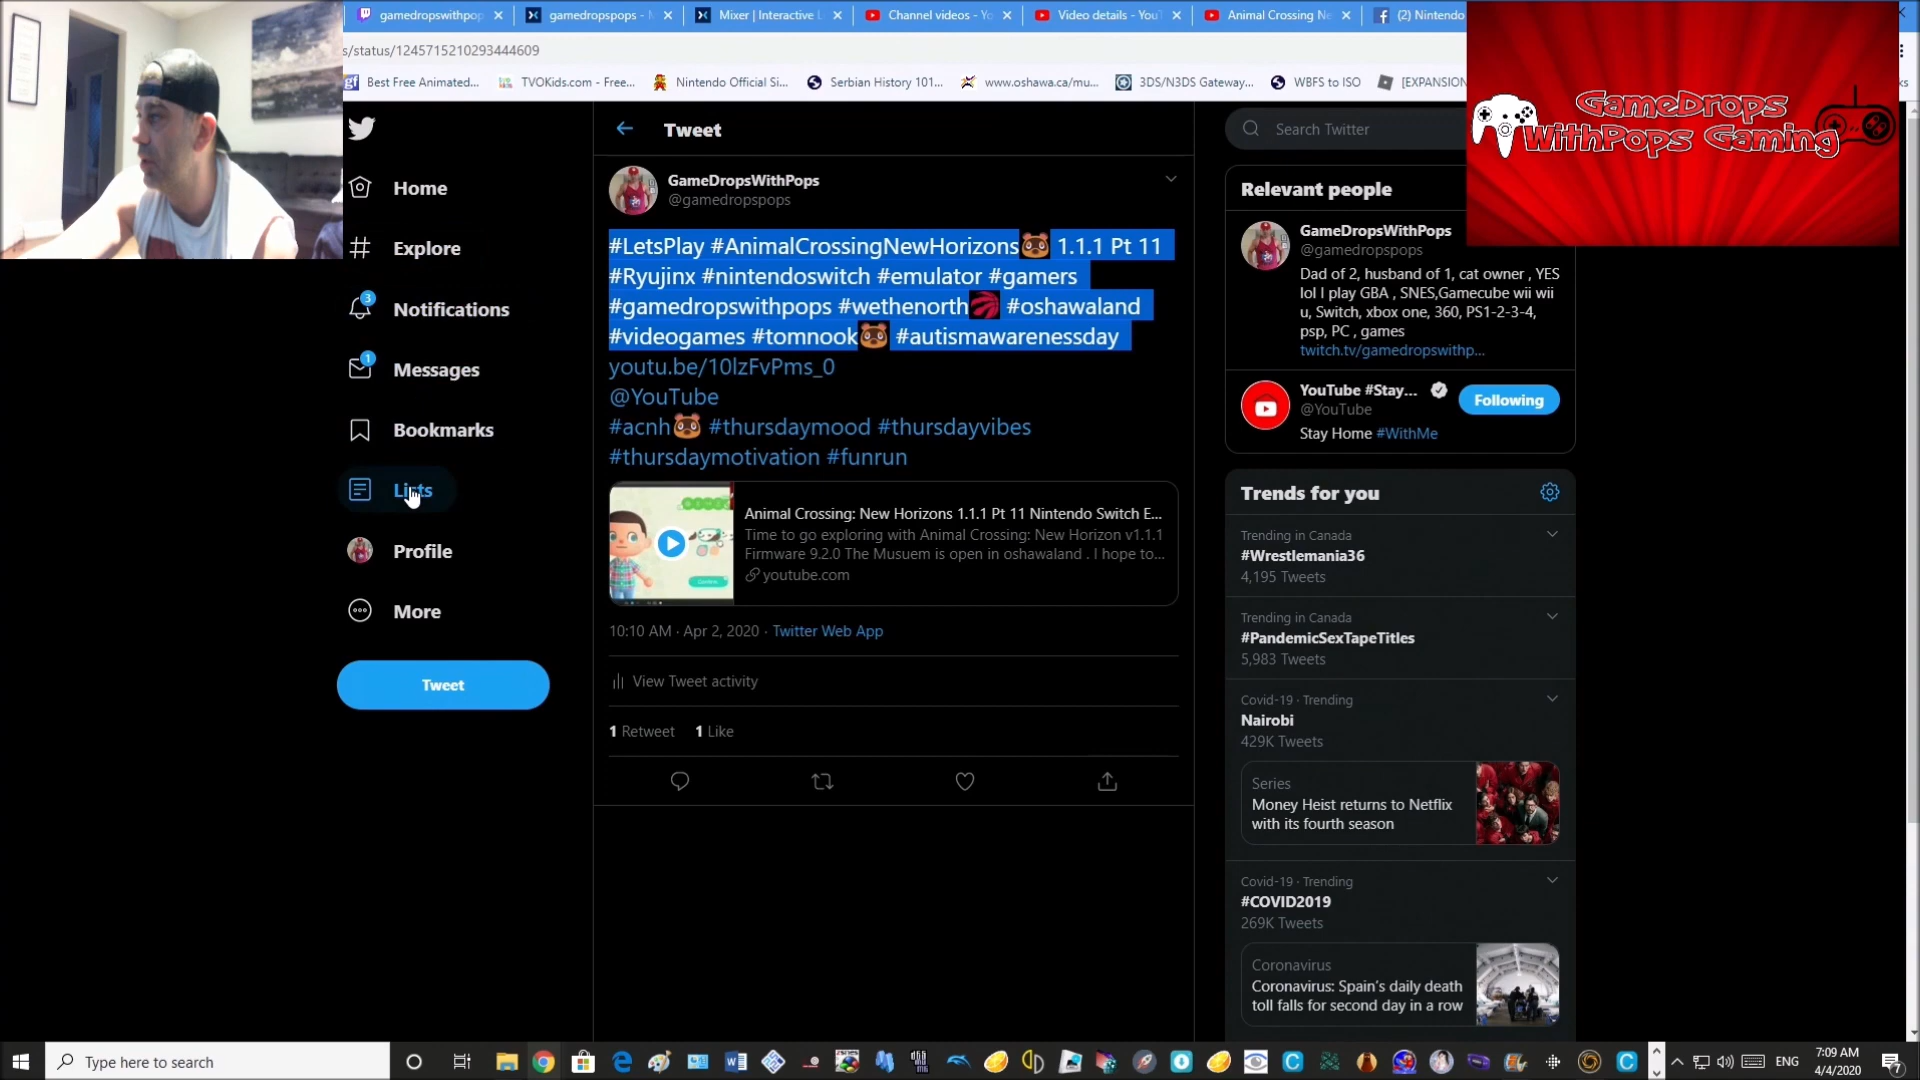 gamedropswithpop
gamedropspops - M
Mixer | Interactive L
Channel videos - Yo
Video details - YouT
Animal Crossing Ne
(2) Nintendo
s/status/1245715210293444609
Best Free Animated...
TVOKids.com - Free...
Nintendo Official Si...
Serbian History 101...
www.oshawa.ca/mu...
3DS/N3DS Gateway...
WBFS to ISO
[EXPANSION
GameDrops
WithPops Gaming
Home
Explore
3
Notifications
1
Messages
Bookmarks
Lists
Profile
More
Tweet
Tweet
GameDropsWithPops
@gamedropspops
#LetsPlay #AnimalCrossingNewHorizons 1.1.1 Pt 11
#Ryujinx #nintendoswitch #emulator #gamers
#gamedropswithpops #wethenorth #oshawaland
#videogames #tomnook #autismawarenessday
youtu.be/10lzFvPms_0
@YouTube
#acnh #thursdaymood #thursdayvibes
#thursdaymotivation #funrun
Animal Crossing: New Horizons 1.1.1 Pt 11 Nintendo Switch E...
Time to go exploring with Animal Crossing: New Horizon v1.1.1
Firmware 9.2.0 The Musuem is open in oshawaland . I hope to...
youtube.com
10:10 AM · Apr 2, 2020 · Twitter Web App
View Tweet activity
1 Retweet 1 Like
Search Twitter
Relevant people
GameDropsWithPops
@gamedropspops
Dad of 2, husband of 1, cat owner , YES
lol I play GBA , SNES,Gamecube wii wii
u, Switch, xbox one, 360, PS1-2-3-4,
psp, PC , games
twitch.tv/gamedropswithp...
YouTube #Stay...
@YouTube
Following
Stay Home #WithMe
Trends for you
Trending in Canada
#Wrestlemania36
4,195 Tweets
Trending in Canada
#PandemicSexTapeTitles
5,983 Tweets
Covid-19 · Trending
Nairobi
429K Tweets
Series
Money Heist returns to Netflix
with its fourth season
Covid-19 · Trending
#COVID2019
269K Tweets
Coronavirus
Coronavirus: Spain's daily death
toll falls for second day in a row
Type here to search
ENG
7:09 AM
4/4/2020
7